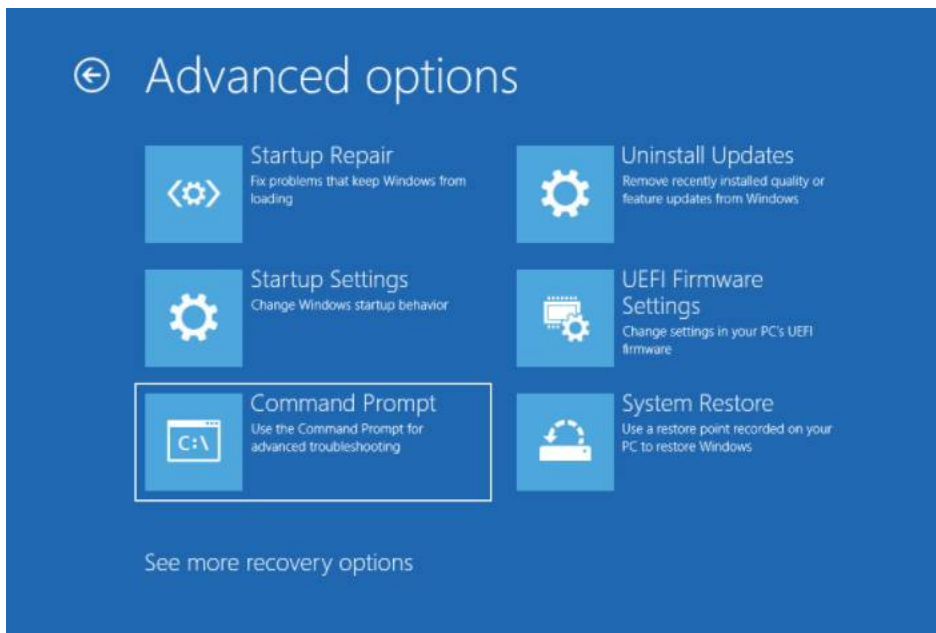 Advanced options
Startup Repair
Fix problems that keep Windows from
loading
Uninstall Updates
Remove recently installed quality or
feature updates from Windows
Startup Settings
Change Windows startup behavior
UEFI Firmware
Settings
Change settings in your PC's UEFI
firmware
C:\
Command Prompt
Use the Command Prompt for
advanced troubleshooting
System Restore
Use a restore point recorded on your
PC to restore Windows
See more recovery options